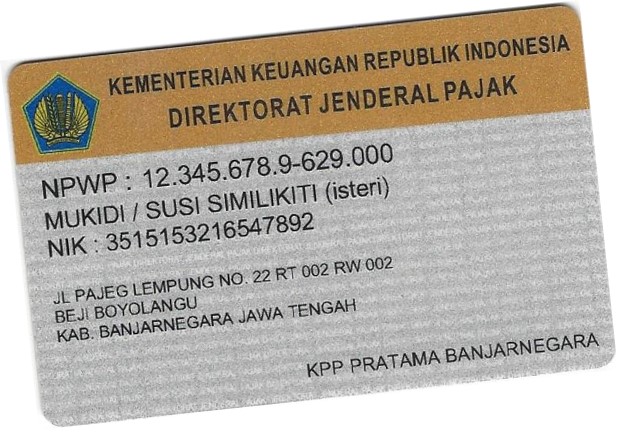 KEMENTERIAN KEUANGAN REPUBLIK INDONESIA
DIREKTORAT JENDERAL PAJAK
NPWP : 12.345.678.9-629.000
MUKIDI / SUSI SIMILIKITI (isteri)
NIK : 3515153216547892
JL PAJEG LEMPUNG NO. 22 RT 002 RW 002
BEJI BOYOLANGU
KAB. BANJARNEGARA JAWA TENGAH
KPP PRATAMA BANJARNEGARA